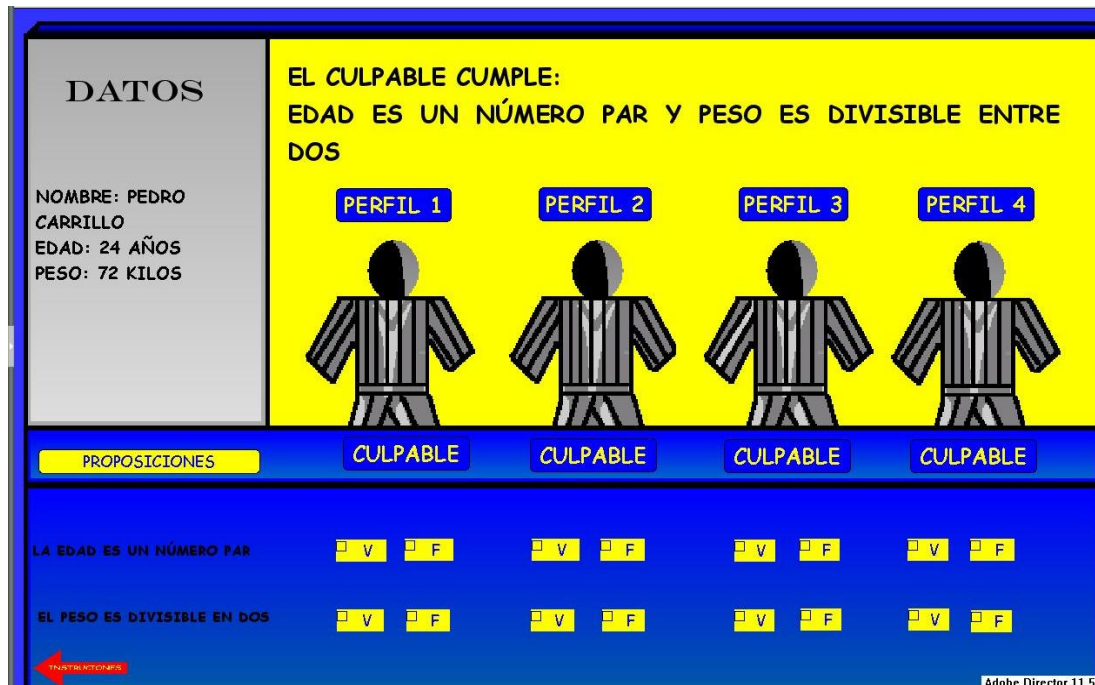 DATOS
NOMBRE: PEDRO
CARRILLO
EDAD: 24 AÑOS
PESO: 72 KILOS
EL CULPABLE CUMPLE:
EDAD ES UN NÚMERO PAR Y PESO ES DIVISIBLE ENTRE
DOS
PERFIL 1 PERFIL 2 PERFIL 3 PERFIL 4
PROPOSICIONES CULPABLE CULPABLE CULPABLE CULPABLE
LA EDAD ES UN NÚMERO PAR V F V F V F V F
EL PESO ES DIVISIBLE EN DOS V F V F V F V F
INSTRUCIONES
Adobe Director 11.5